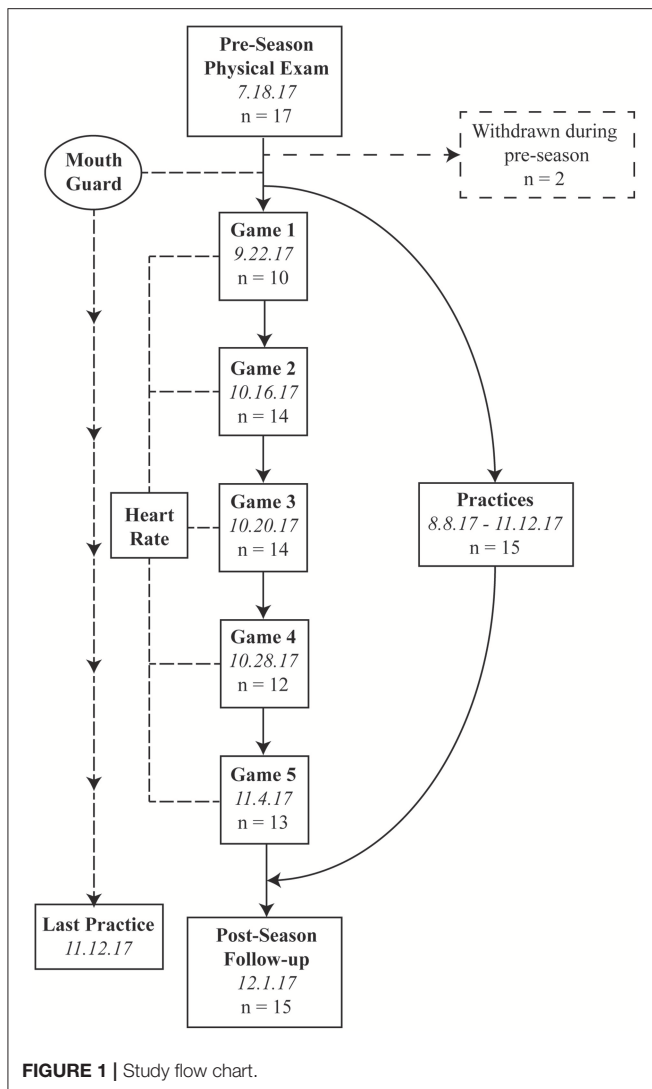 Pre-Season
Physical Exam
7.18.17
n = 17
Withdrawn during
pre-season
n = 2
Mouth
Guard
Game 1
9.22.17
n = 10
Game 2
10.16.17
n = 14
Game 3
10.20.17
n = 14
Heart
Rate
Practices
8.8.17 - 11.12.17
n = 15
Game 4
10.28.17
n = 12
Game 5
11.4.17
n = 13
Last Practice
11.12.17
Post-Season
Follow-up
12.1.17
n = 15
FIGURE 1 | Study flow chart.